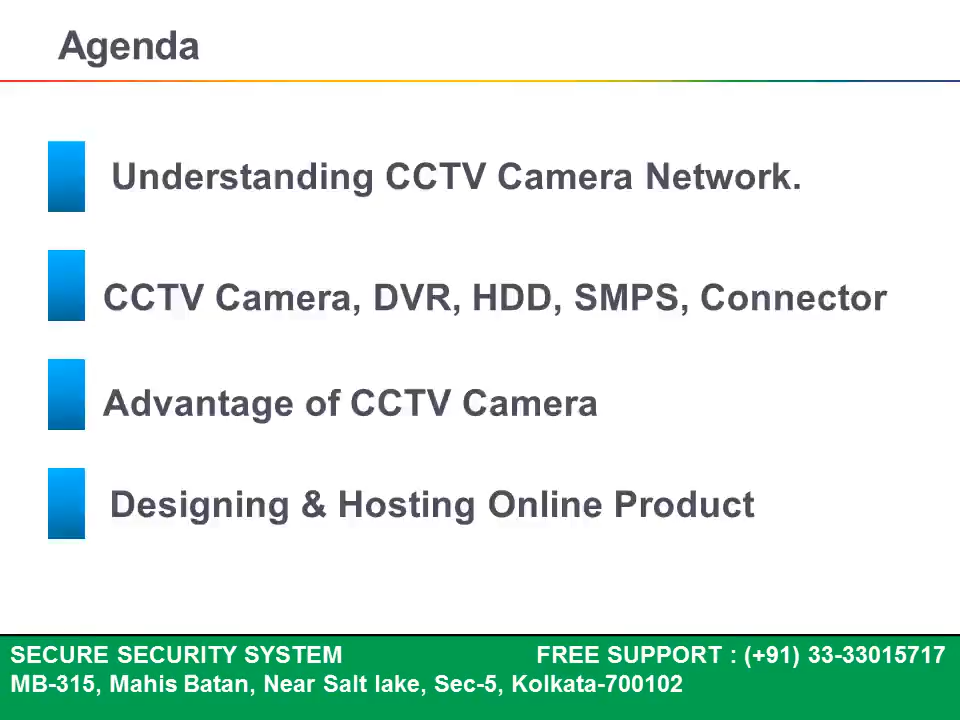 Agenda
Understanding CCTV Camera Network.
CCTV Camera, DVR, HDD, SMPS, Connector
Advantage of CCTV Camera
Designing & Hosting Online Product
SECURE SECURITY SYSTEM FREE SUPPORT : (+91) 33-33015717
MB-315, Mahis Batan, Near Salt lake, Sec-5, Kolkata-700102